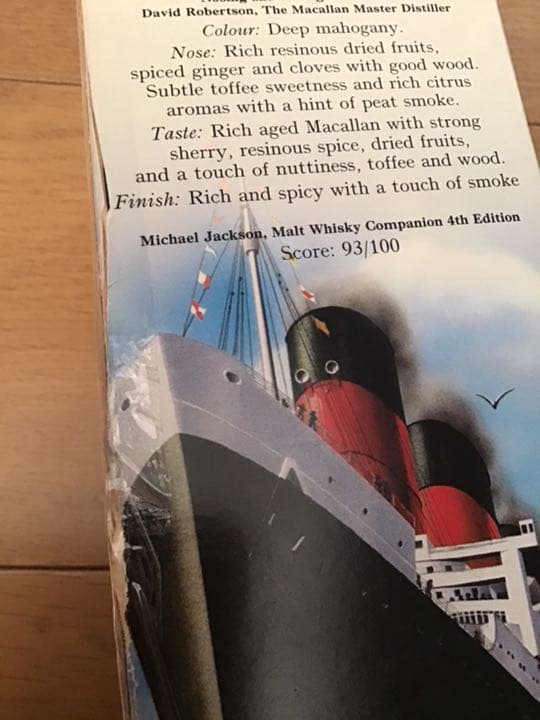 David Robertson, The Macallan Master Distiller
Colour: Deep mahogany.
Nose: Rich resinous dried fruits,
spiced ginger and cloves with good wood.
Subtle toffee sweetness and rich citrus
aromas with a hint of peat smoke.
Taste: Rich aged Macallan with strong
sherry, resinous spice, dried fruits,
and a touch of nuttiness, toffee and wood.
Finish: Rich and spicy with a touch of smoke
Michael Jackson, Malt Whisky Companion 4th Edition
Score: 93/100